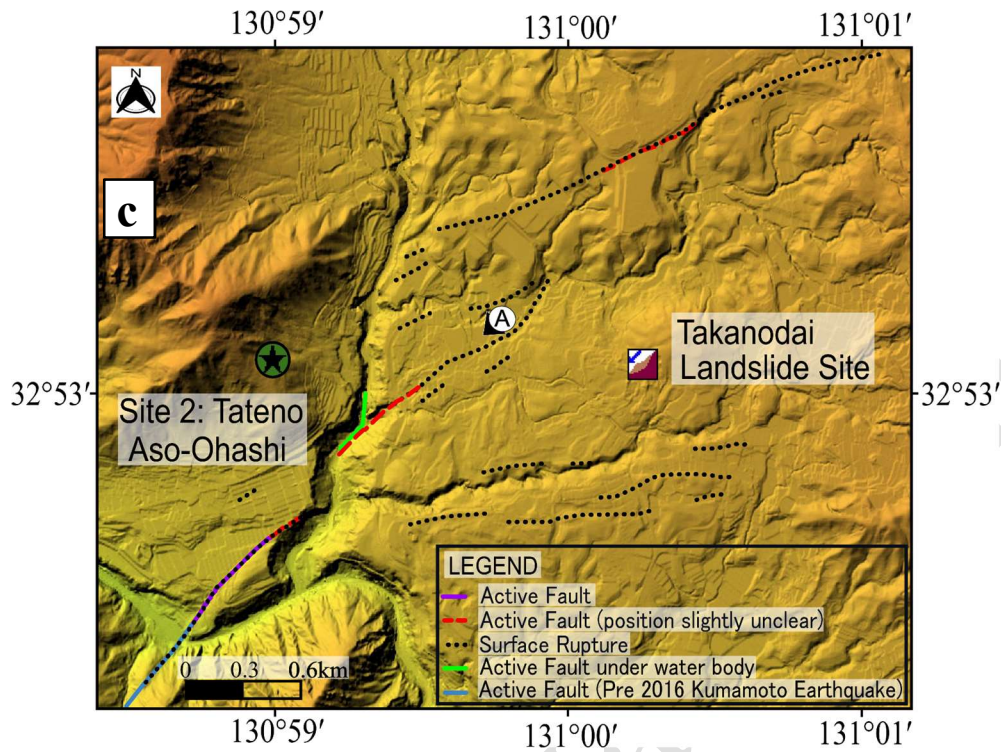 130°59′ 131°00′ 131°01′
N
c
A
Takanodai
Landslide Site
32°53′ 32°53′
Site 2: Tateno
Aso-Ohashi
LEGEND
Active Fault
Active Fault (position slightly unclear)
Surface Rupture
Active Fault under water body
Active Fault (Pre 2016 Kumamoto Earthquake)
0 0.3 0.6km
130°59′ 131°00′ 131°01′